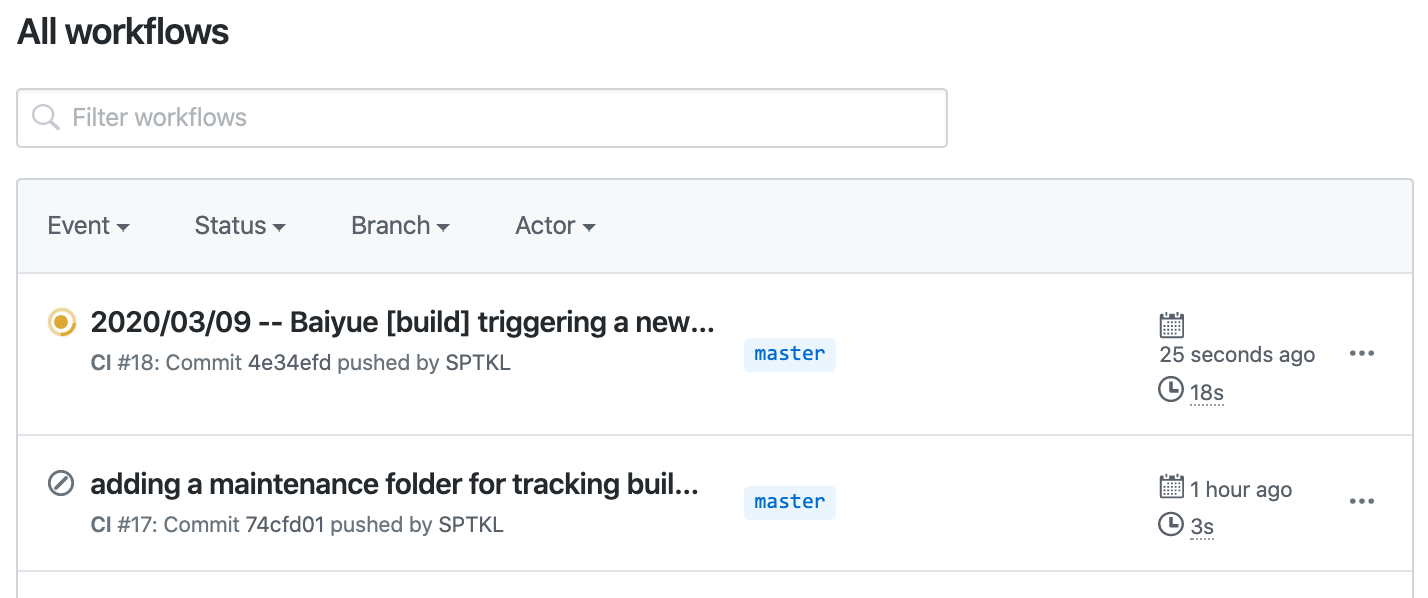 All workflows
Filter workflows
Event Status Branch Actor
2020/03/09 -- Baiyue [build] triggering a new...
CI #18: Commit 4e34efd pushed by SPTKL
master
25 seconds ago
18s
adding a maintenance folder for tracking buil...
CI #17: Commit 74cfd01 pushed by SPTKL
master
1 hour ago
3s